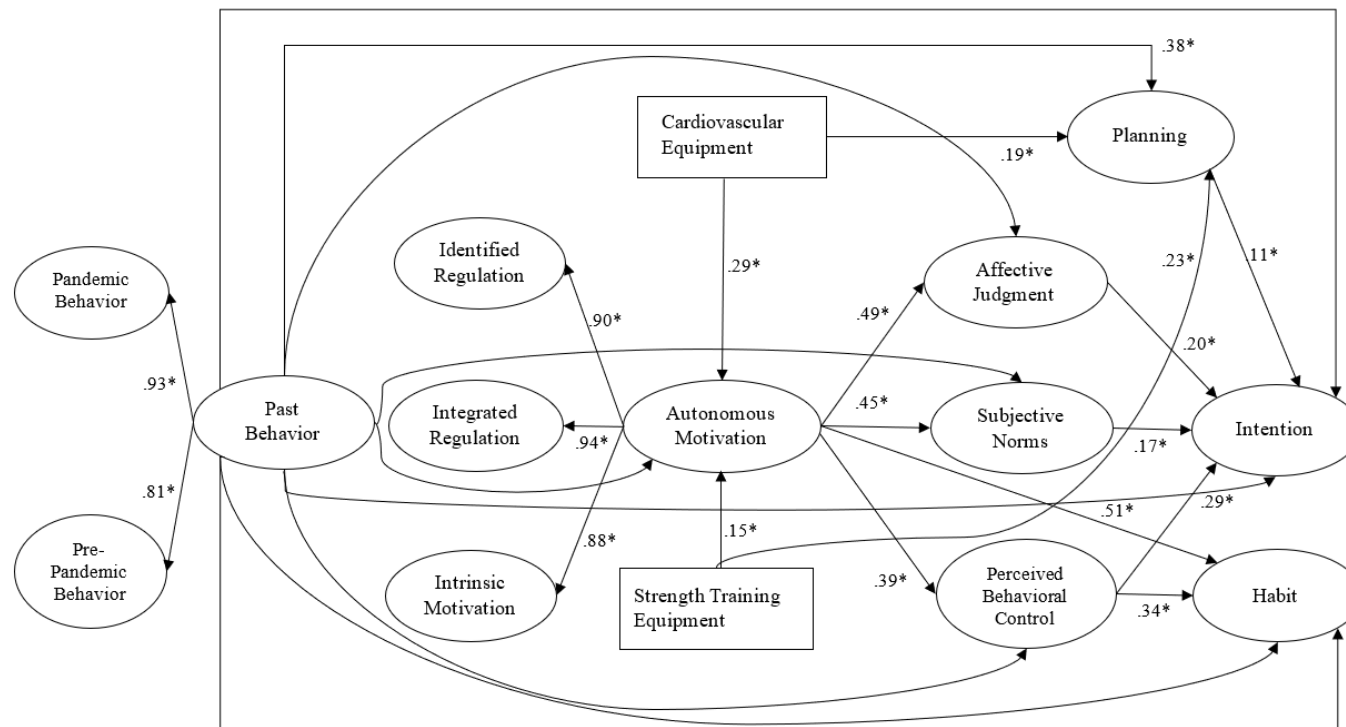 .38*
Cardiovascular
Equipment
Planning
.19*
Identified
Regulation
Pandemic
Behavior
.29*
Affective
Judgment
.23*
.11*
.90*
.49*
.20*
.93*
Past
Behavior
Integrated
Regulation
.94*
Autonomous
Motivation
.45*
Subjective
Norms
.17*
Intention
.81*
.88*
.15*
.51*
.29*
Pre-
Pandemic
Behavior
Intrinsic
Motivation
Strength Training
Equipment
.39*
Perceived
Behavioral
Control
.34*
Habit